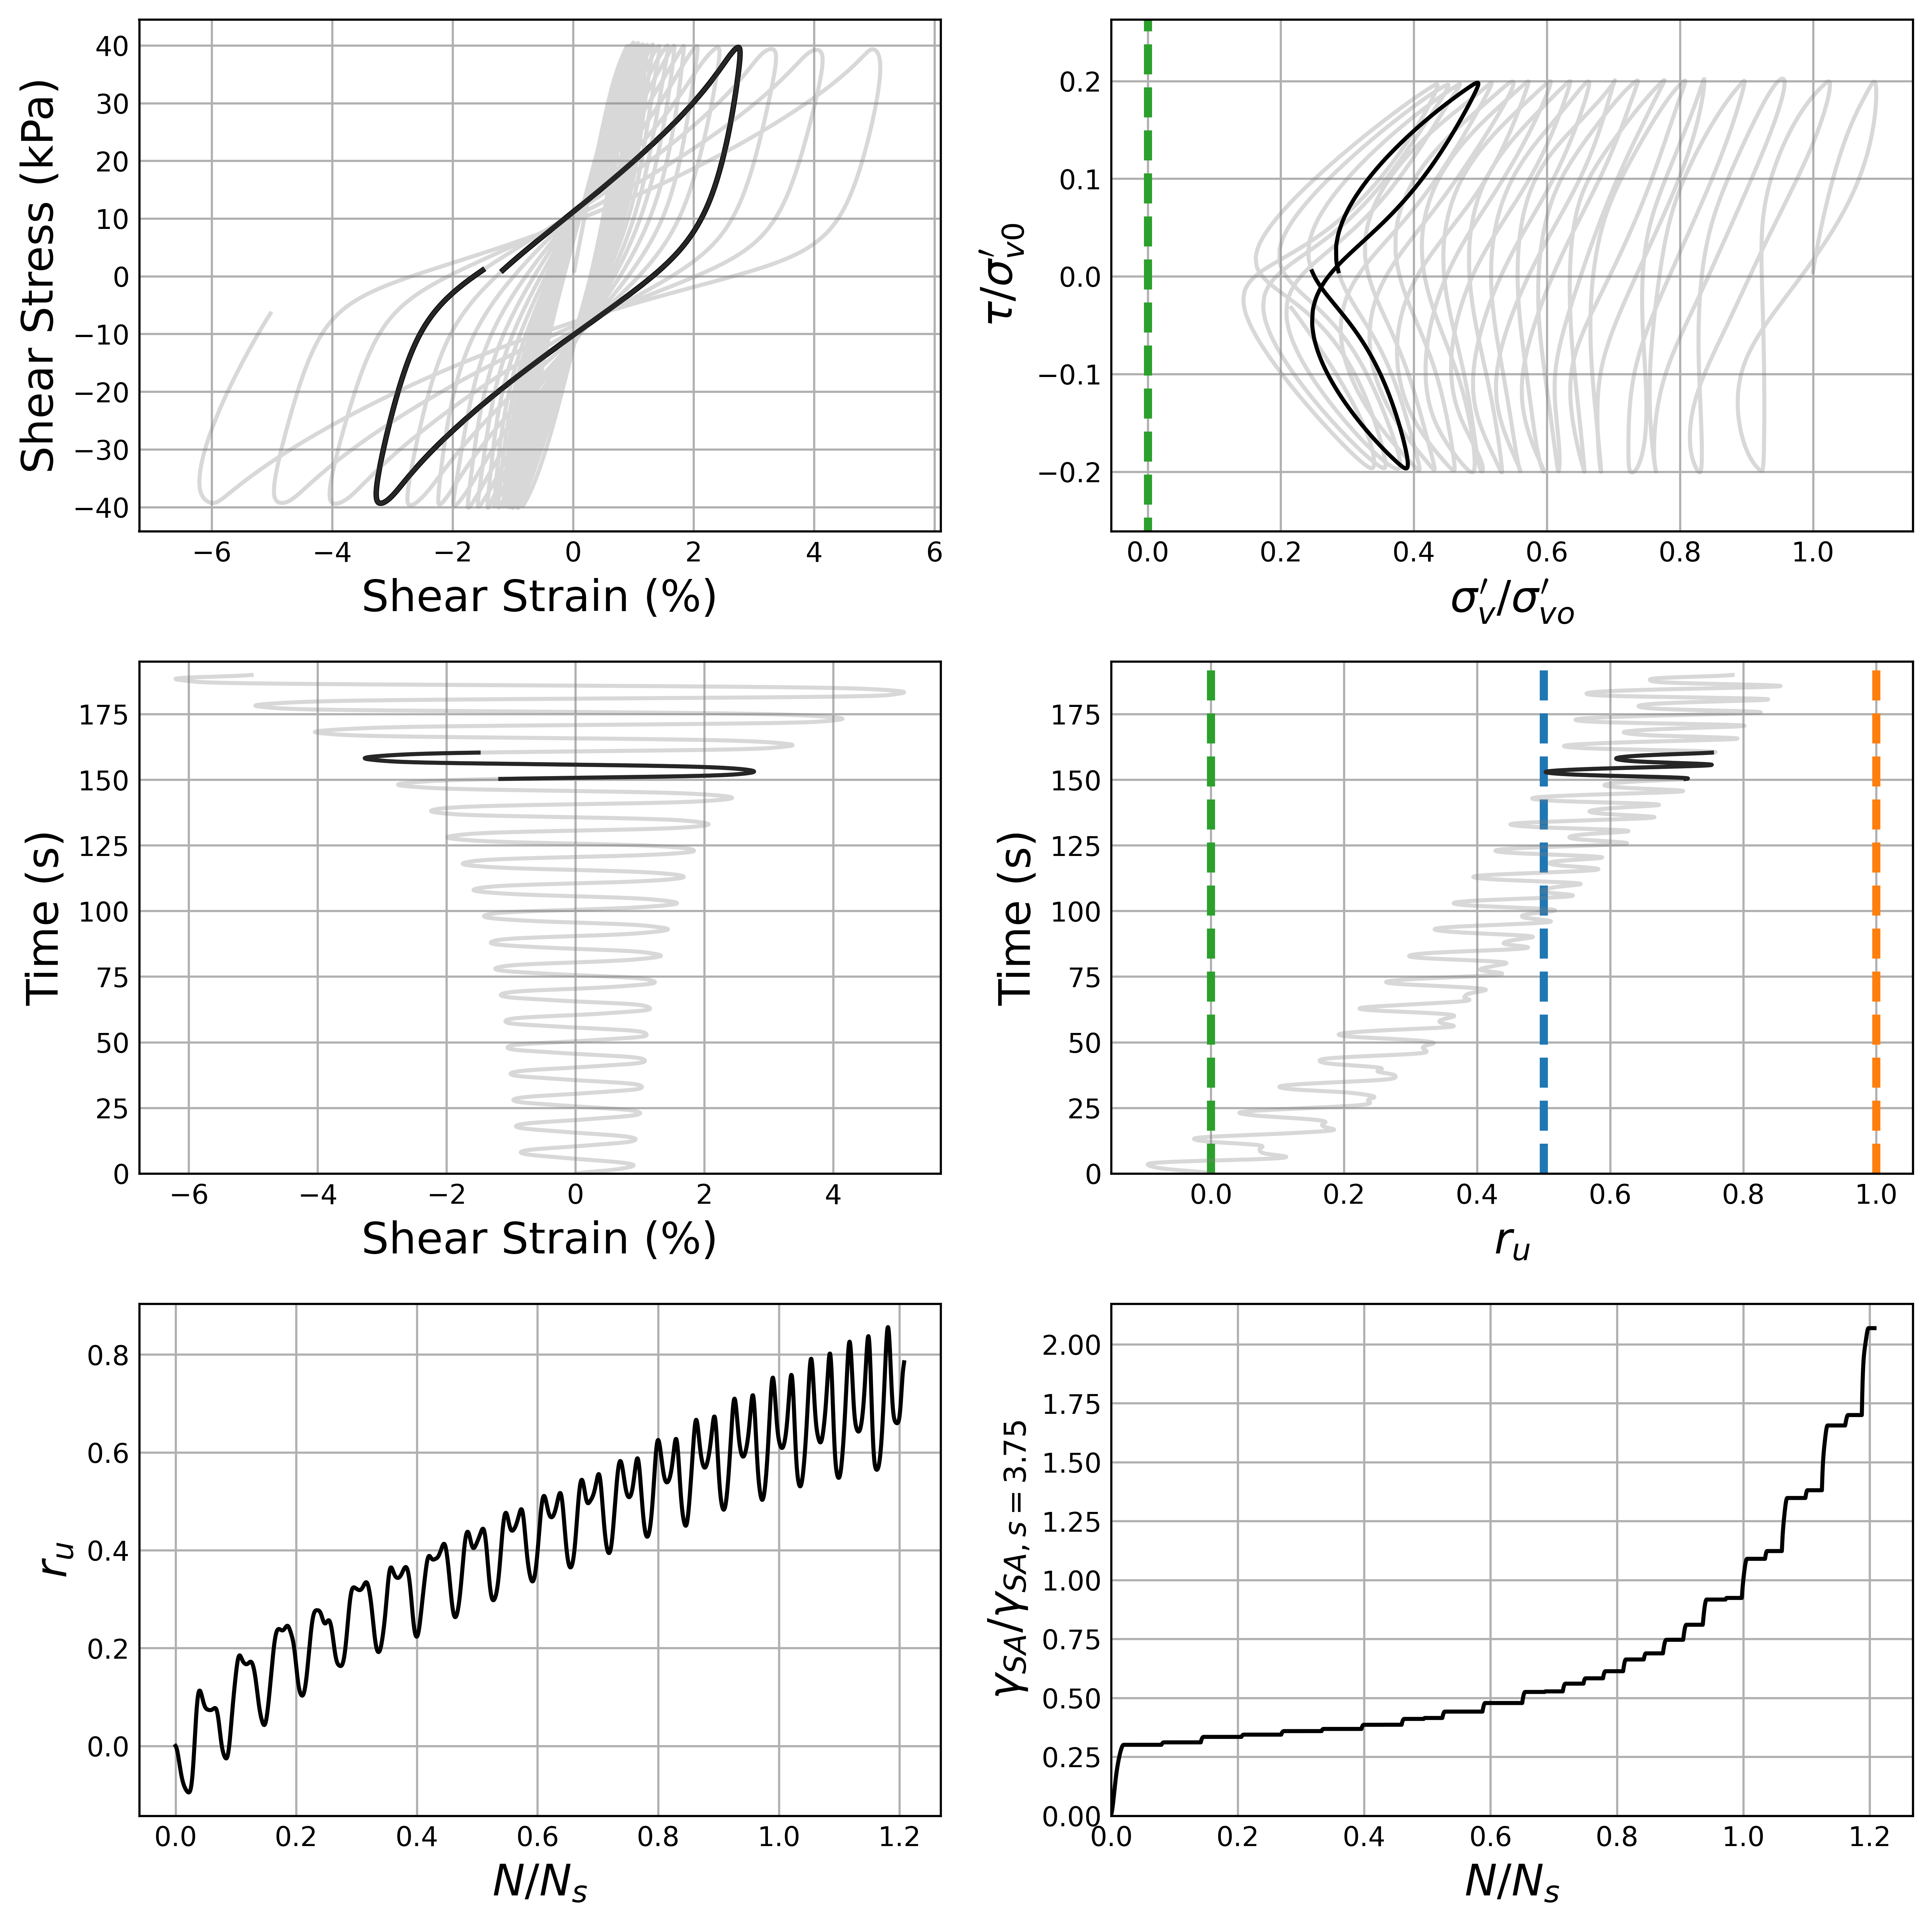 Shear Stress (kPa)
40
30
20
10
0
−10
−20
−30
−40
−6 −4 −2 0 2 4 6
Shear Strain (%)
τ/σ′v0
0.2
0.1
0.0
−0.1
−0.2
0.0 0.2 0.4 0.6 0.8 1.0
σ′v/σ′vo
Time (s)
175
150
125
100
75
50
25
0
−6 −4 −2 0 2 4
Shear Strain (%)
Time (s)
175
150
125
100
75
50
25
0
0.0 0.2 0.4 0.6 0.8 1.0
ru
ru
0.8
0.6
0.4
0.2
0.0
0.0 0.2 0.4 0.6 0.8 1.0 1.2
N/Ns
γSA/γSA, s = 3.75
2.00
1.75
1.50
1.25
1.00
0.75
0.50
0.25
0.00
0.0 0.2 0.4 0.6 0.8 1.0 1.2
N/Ns